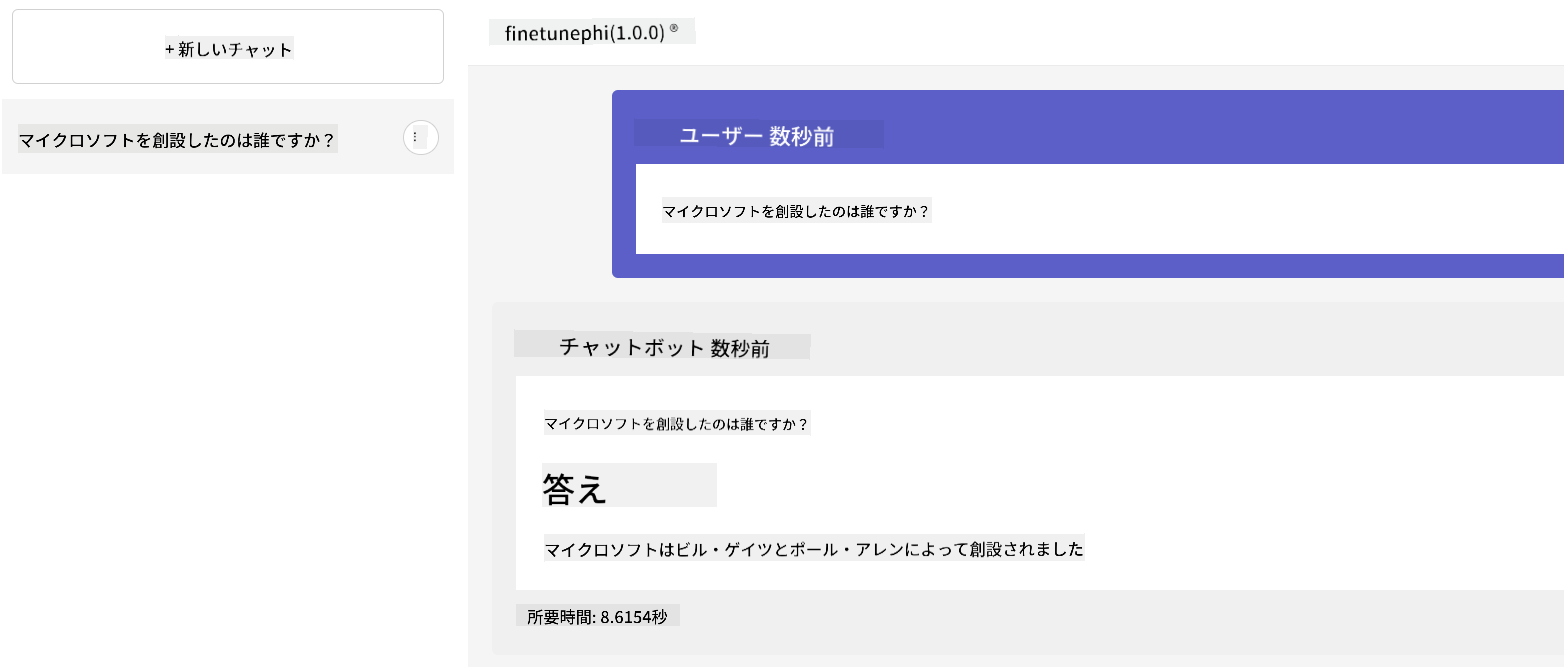 + 新しいチャット
マイクロソフトを創設したのは誰ですか？
⋮
finetunephi(1.0.0) ®
ユーザー 数秒前
マイクロソフトを創設したのは誰ですか？
チャットボット 数秒前
マイクロソフトを創設したのは誰ですか？
答え
マイクロソフトはビル・ゲイツとポール・アレンによって創設されました
所要時間: 8.6154秒